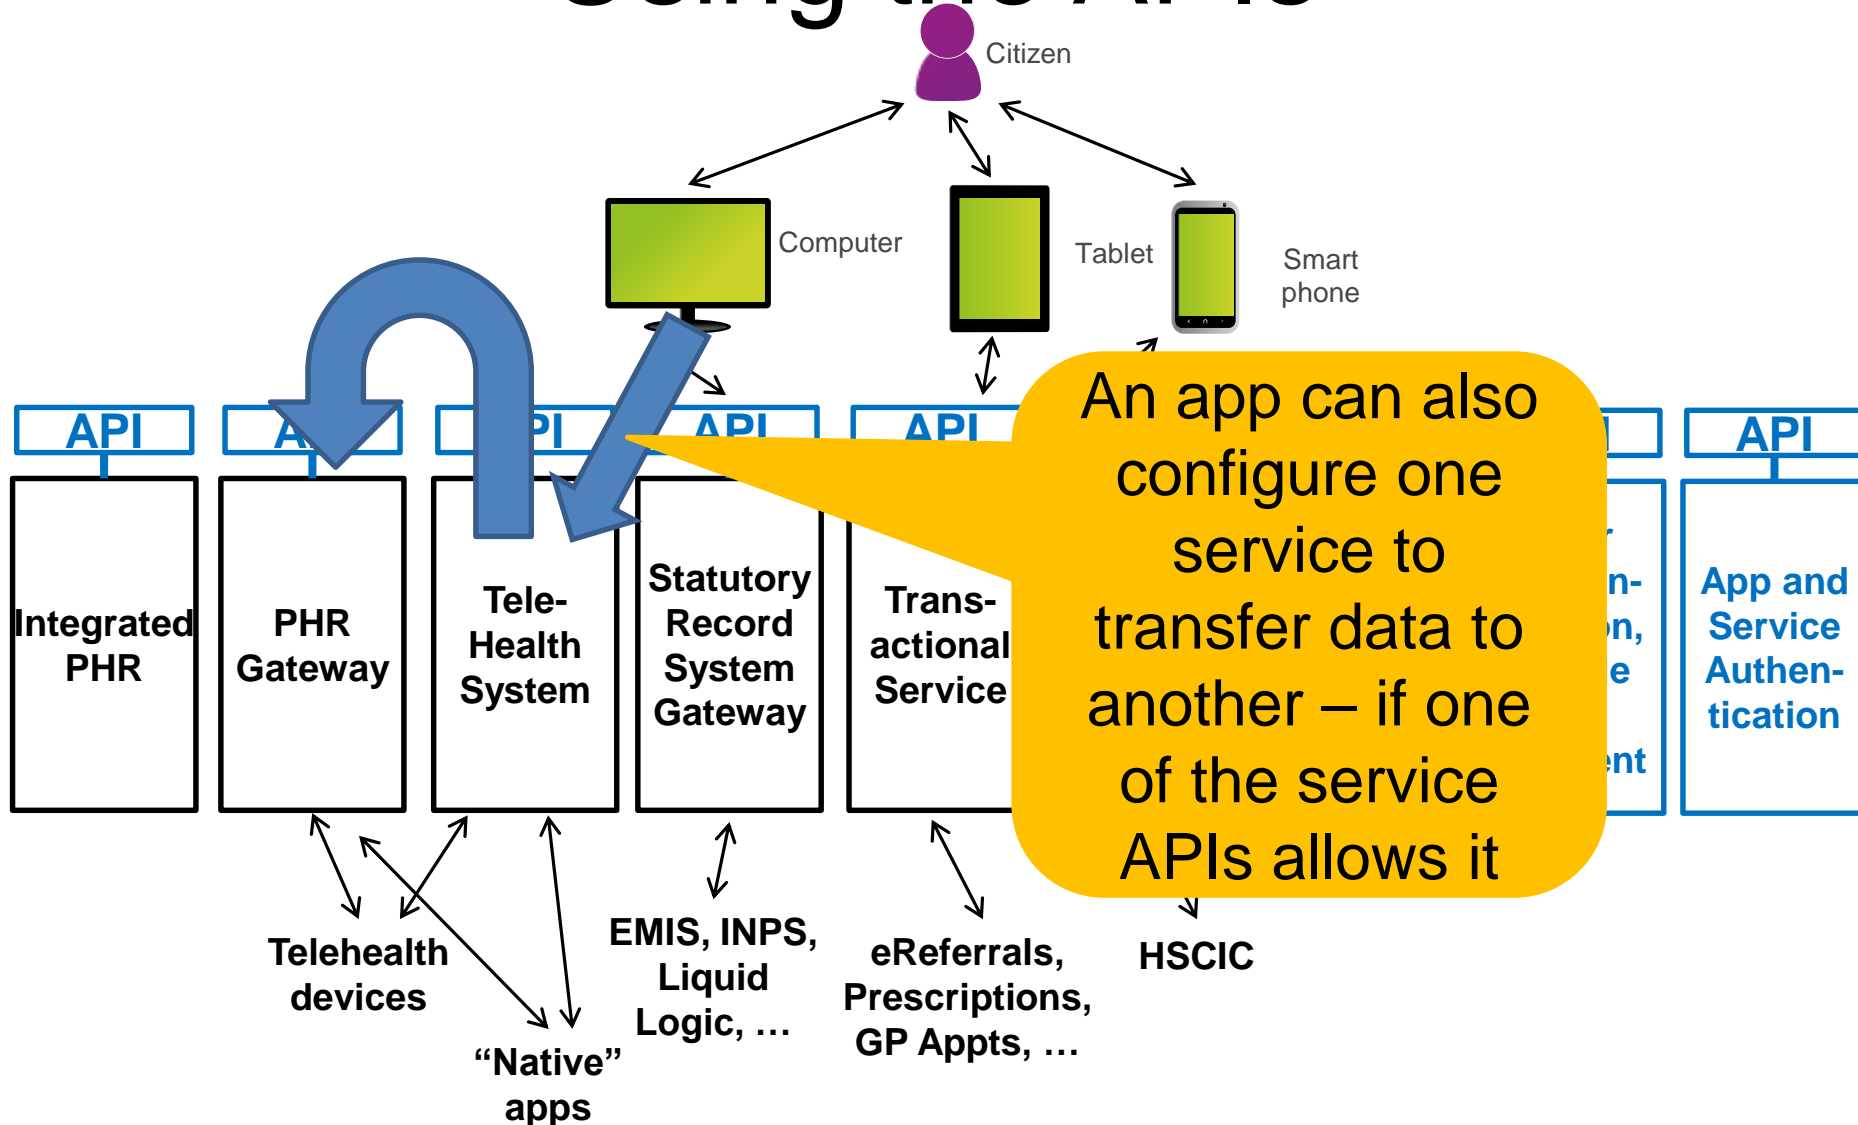 Using the APIs
Citizen
Computer
Tablet
Smart
phone
API
API
API
API
An app can also
configure one
service to
transfer data to
another – if one
of the service
APIs allows it
Integrated
PHR
PHR
Gateway
Tele-
Health
System
Statutory
Record
System
Gateway
Trans-
actional
Service
App and
Service
Authen-
tication
Telehealth
devices
“Native”
apps
EMIS, INPS,
Liquid
Logic, …
eReferrals,
Prescriptions,
GP Appts, …
HSCIC